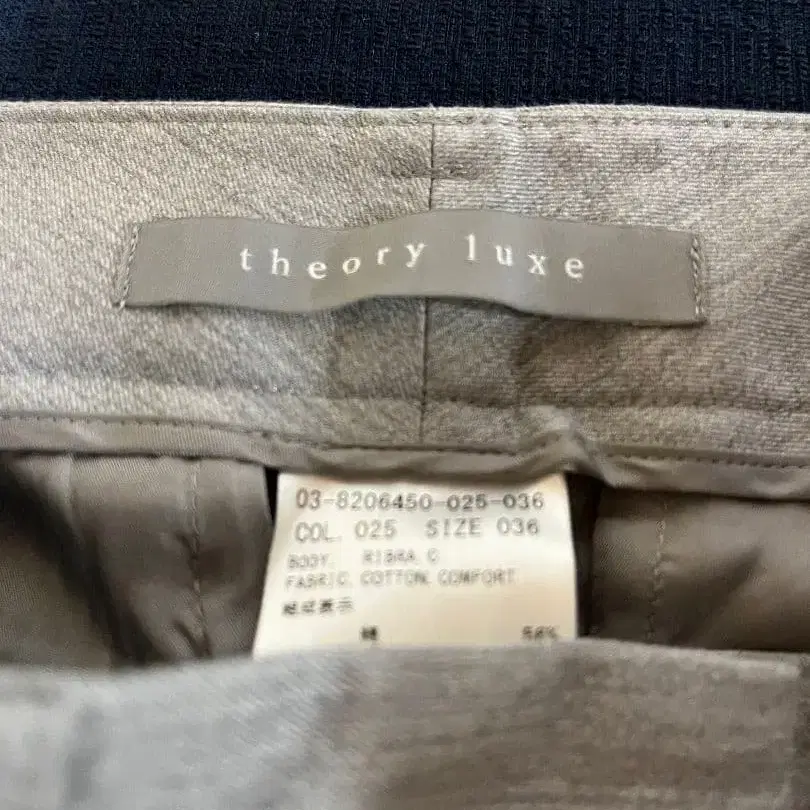 theory luxe
03-8206450-025-036
COL. 025 SIZE 036
BODY. RIBRA C
FABRIC. COTTON COMFORT
組成表示
綿 56%